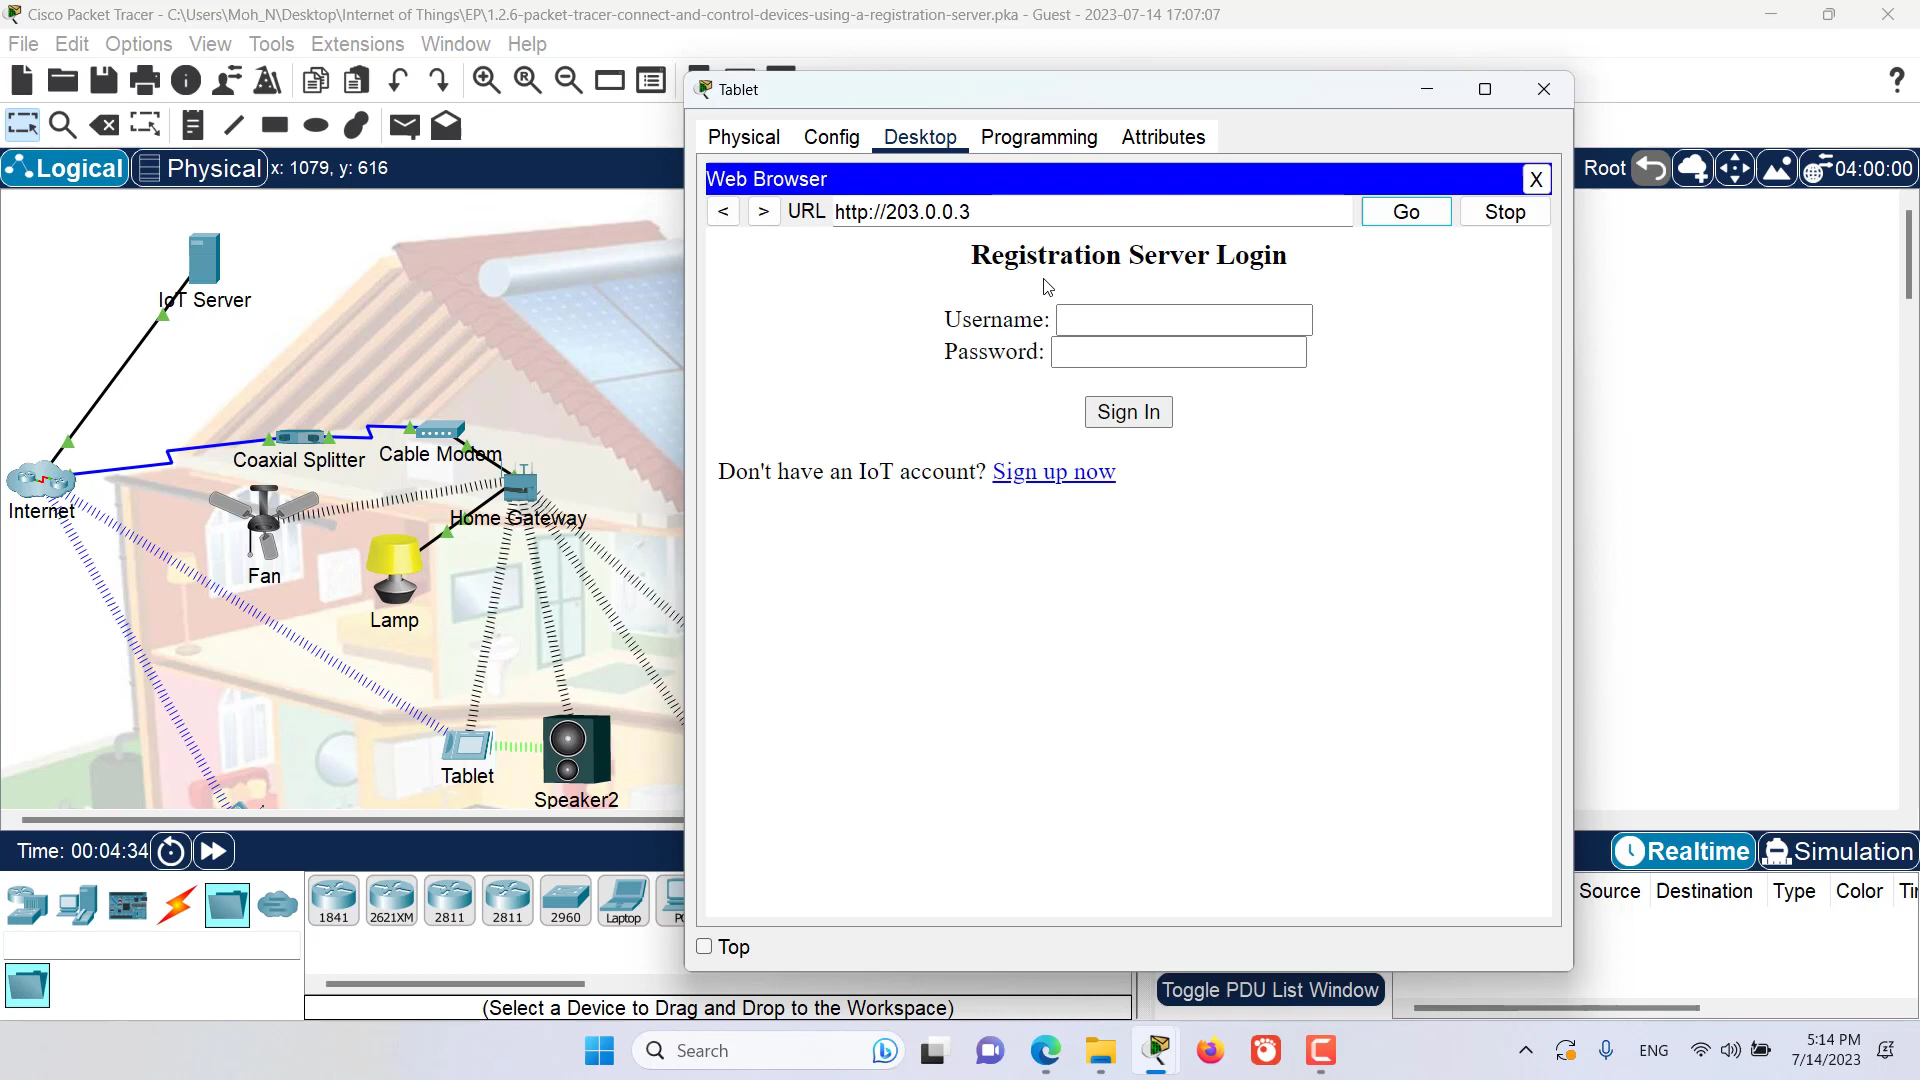 Cisco Packet Tracer - C:\Users\Moh_N\Desktop\Internet of Things\EP\1.2.6-packet-tracer-connect-and-control-devices-using-a-registration-server.pka - Guest - 2023-07-14 17:07:07
File Edit Options View Tools Extensions Window Help
Tablet
Physical Config Desktop Programming Attributes
Logical Physical x: 1079, y: 616
Root 04:00:00
Web Browser X
< > URL http://203.0.0.3 Go Stop
Registration Server Login
Username:
Password:
Sign In
Don't have an IoT account? Sign up now
IoT Server
Coaxial Splitter
Cable Modem
Internet
Home Gateway
Fan
Lamp
Tablet
Speaker2
Top
Time: 00:04:34
Realtime Simulation
1841 2621XM 2811 2811 2960 Laptop
Source Destination Type Color
Toggle PDU List Window
(Select a Device to Drag and Drop to the Workspace)
Search
ENG
5:14 PM
7/14/2023